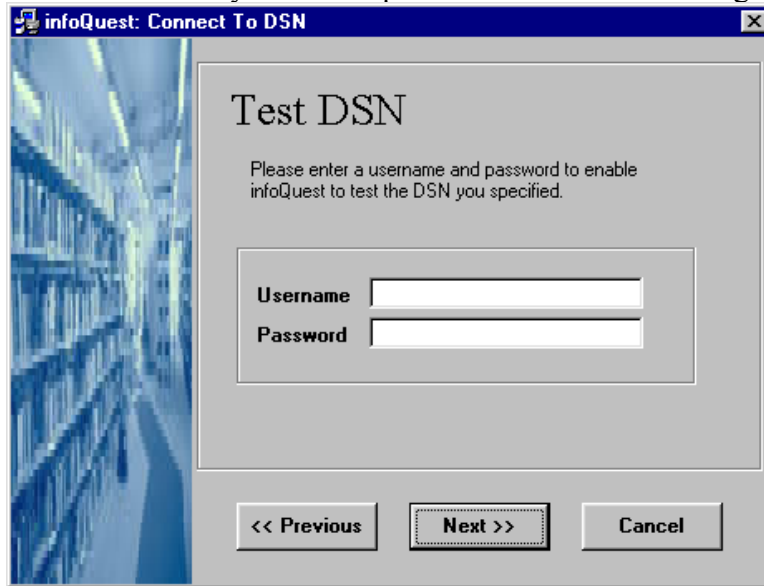 infoQuest: Connect To DSN
Test DSN
Please enter a username and password to enable
infoQuest to test the DSN you specified.
Username
Password
<< Previous
Next >>
Cancel